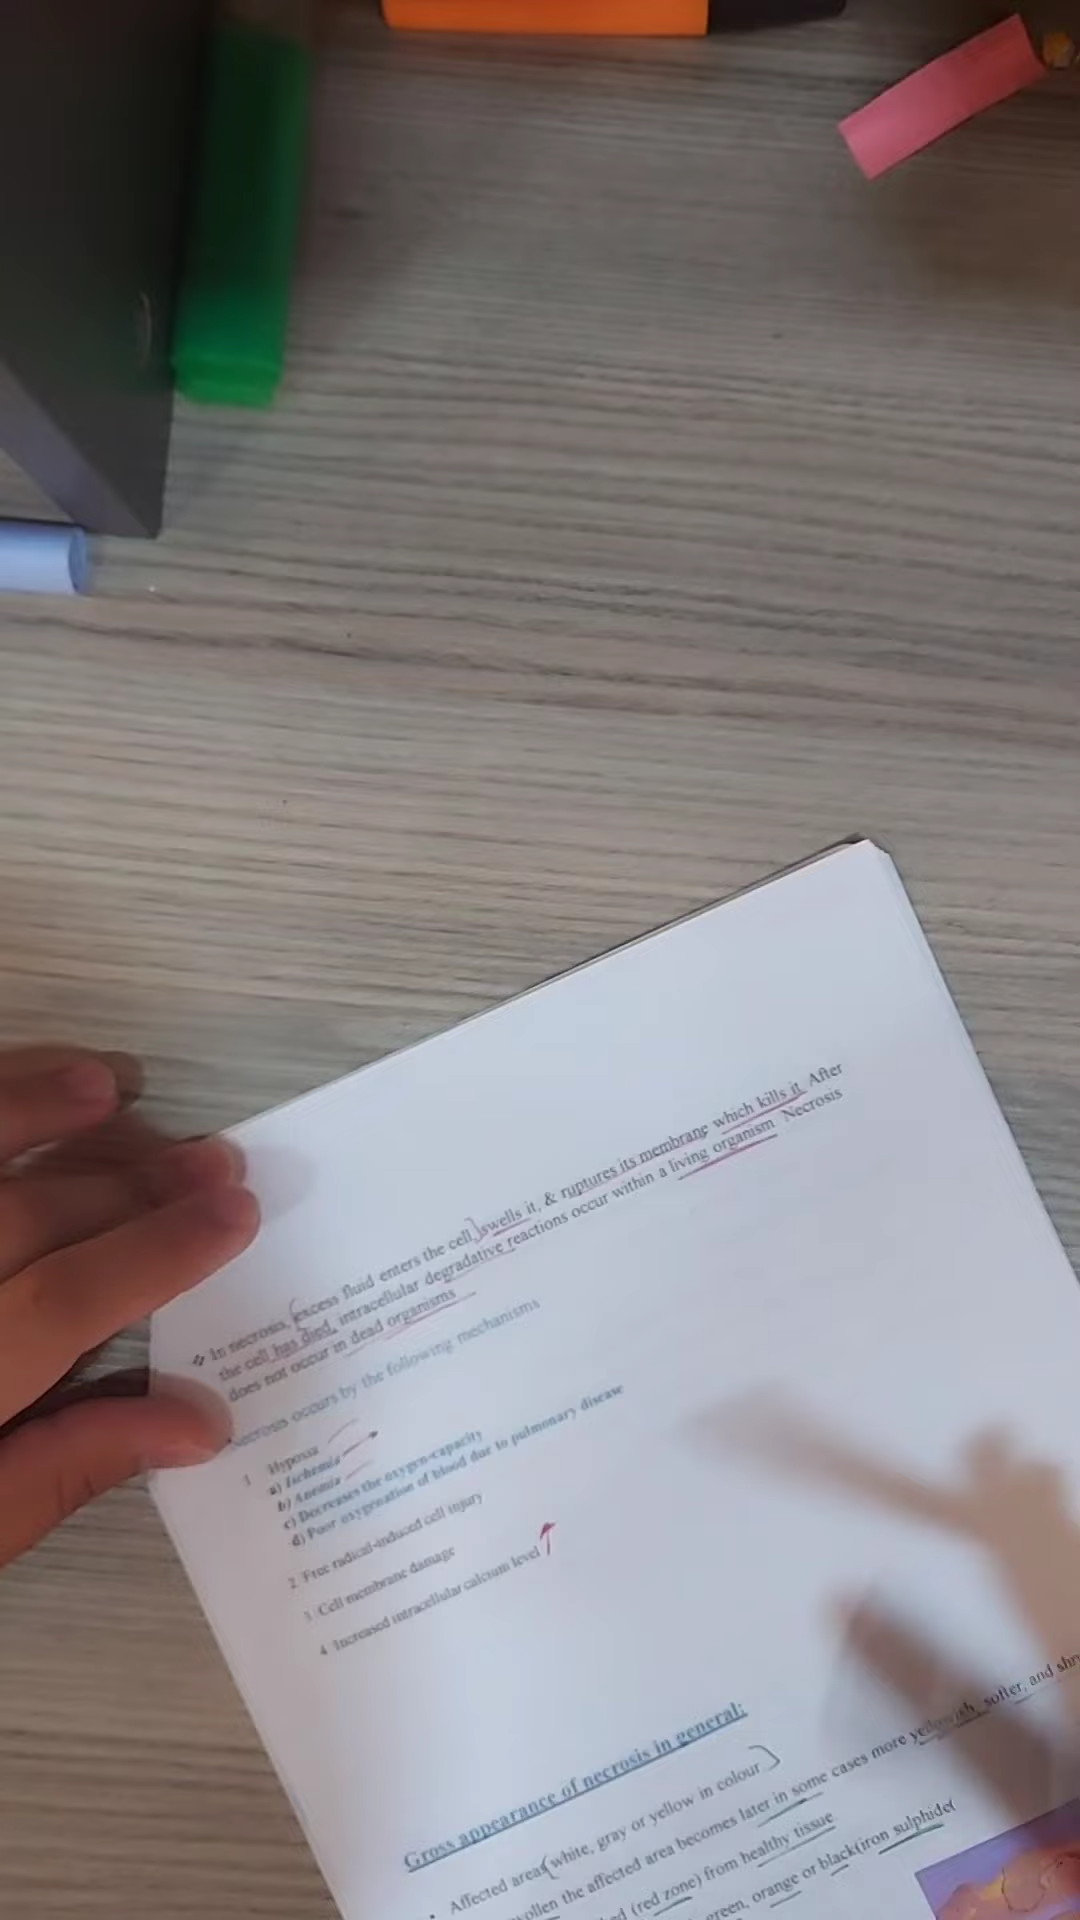 In necrosis, excess fluid enters the cell, swells it, & ruptures its membrane which kills it. After
the cell has died, intracellular degradative reactions occur within a living organism. Necrosis
does not occur in dead organisms
Necrosis occurs by the following mechanisms
1 Hypoxia
a) Ischemia
b) Anemia
c) Decreases the oxygen-capacity
d) Poor oxygenation of blood due to pulmonary disease
2 Free radical-induced cell injury
3 Cell membrane damage
4 Increased intracellular calcium level
Gross appearance of necrosis in general:
• Affected area(white, gray or yellow in colour)
the affected area becomes later in some cases more yellowish, softer, and
(red zone) from healthy tissue
green, orange or black(iron sulphide(